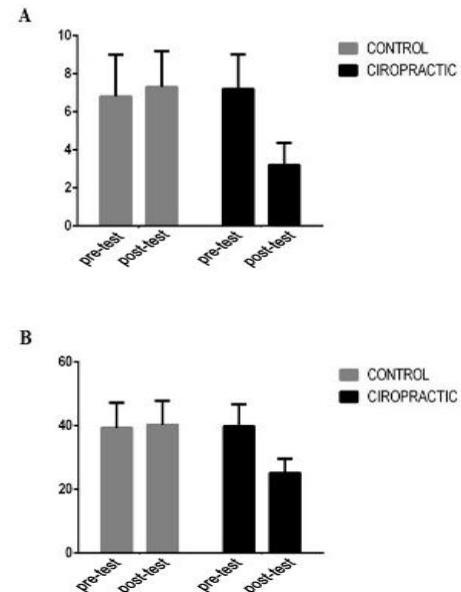 A
10
8
6
4
2
0
pre-test
post-test
pre-test
post-test
CONTROL
CIROPRACTIC
B
60
40
20
0
pre-test
post-test
pre-test
post-test
CONTROL
CIROPRACTIC